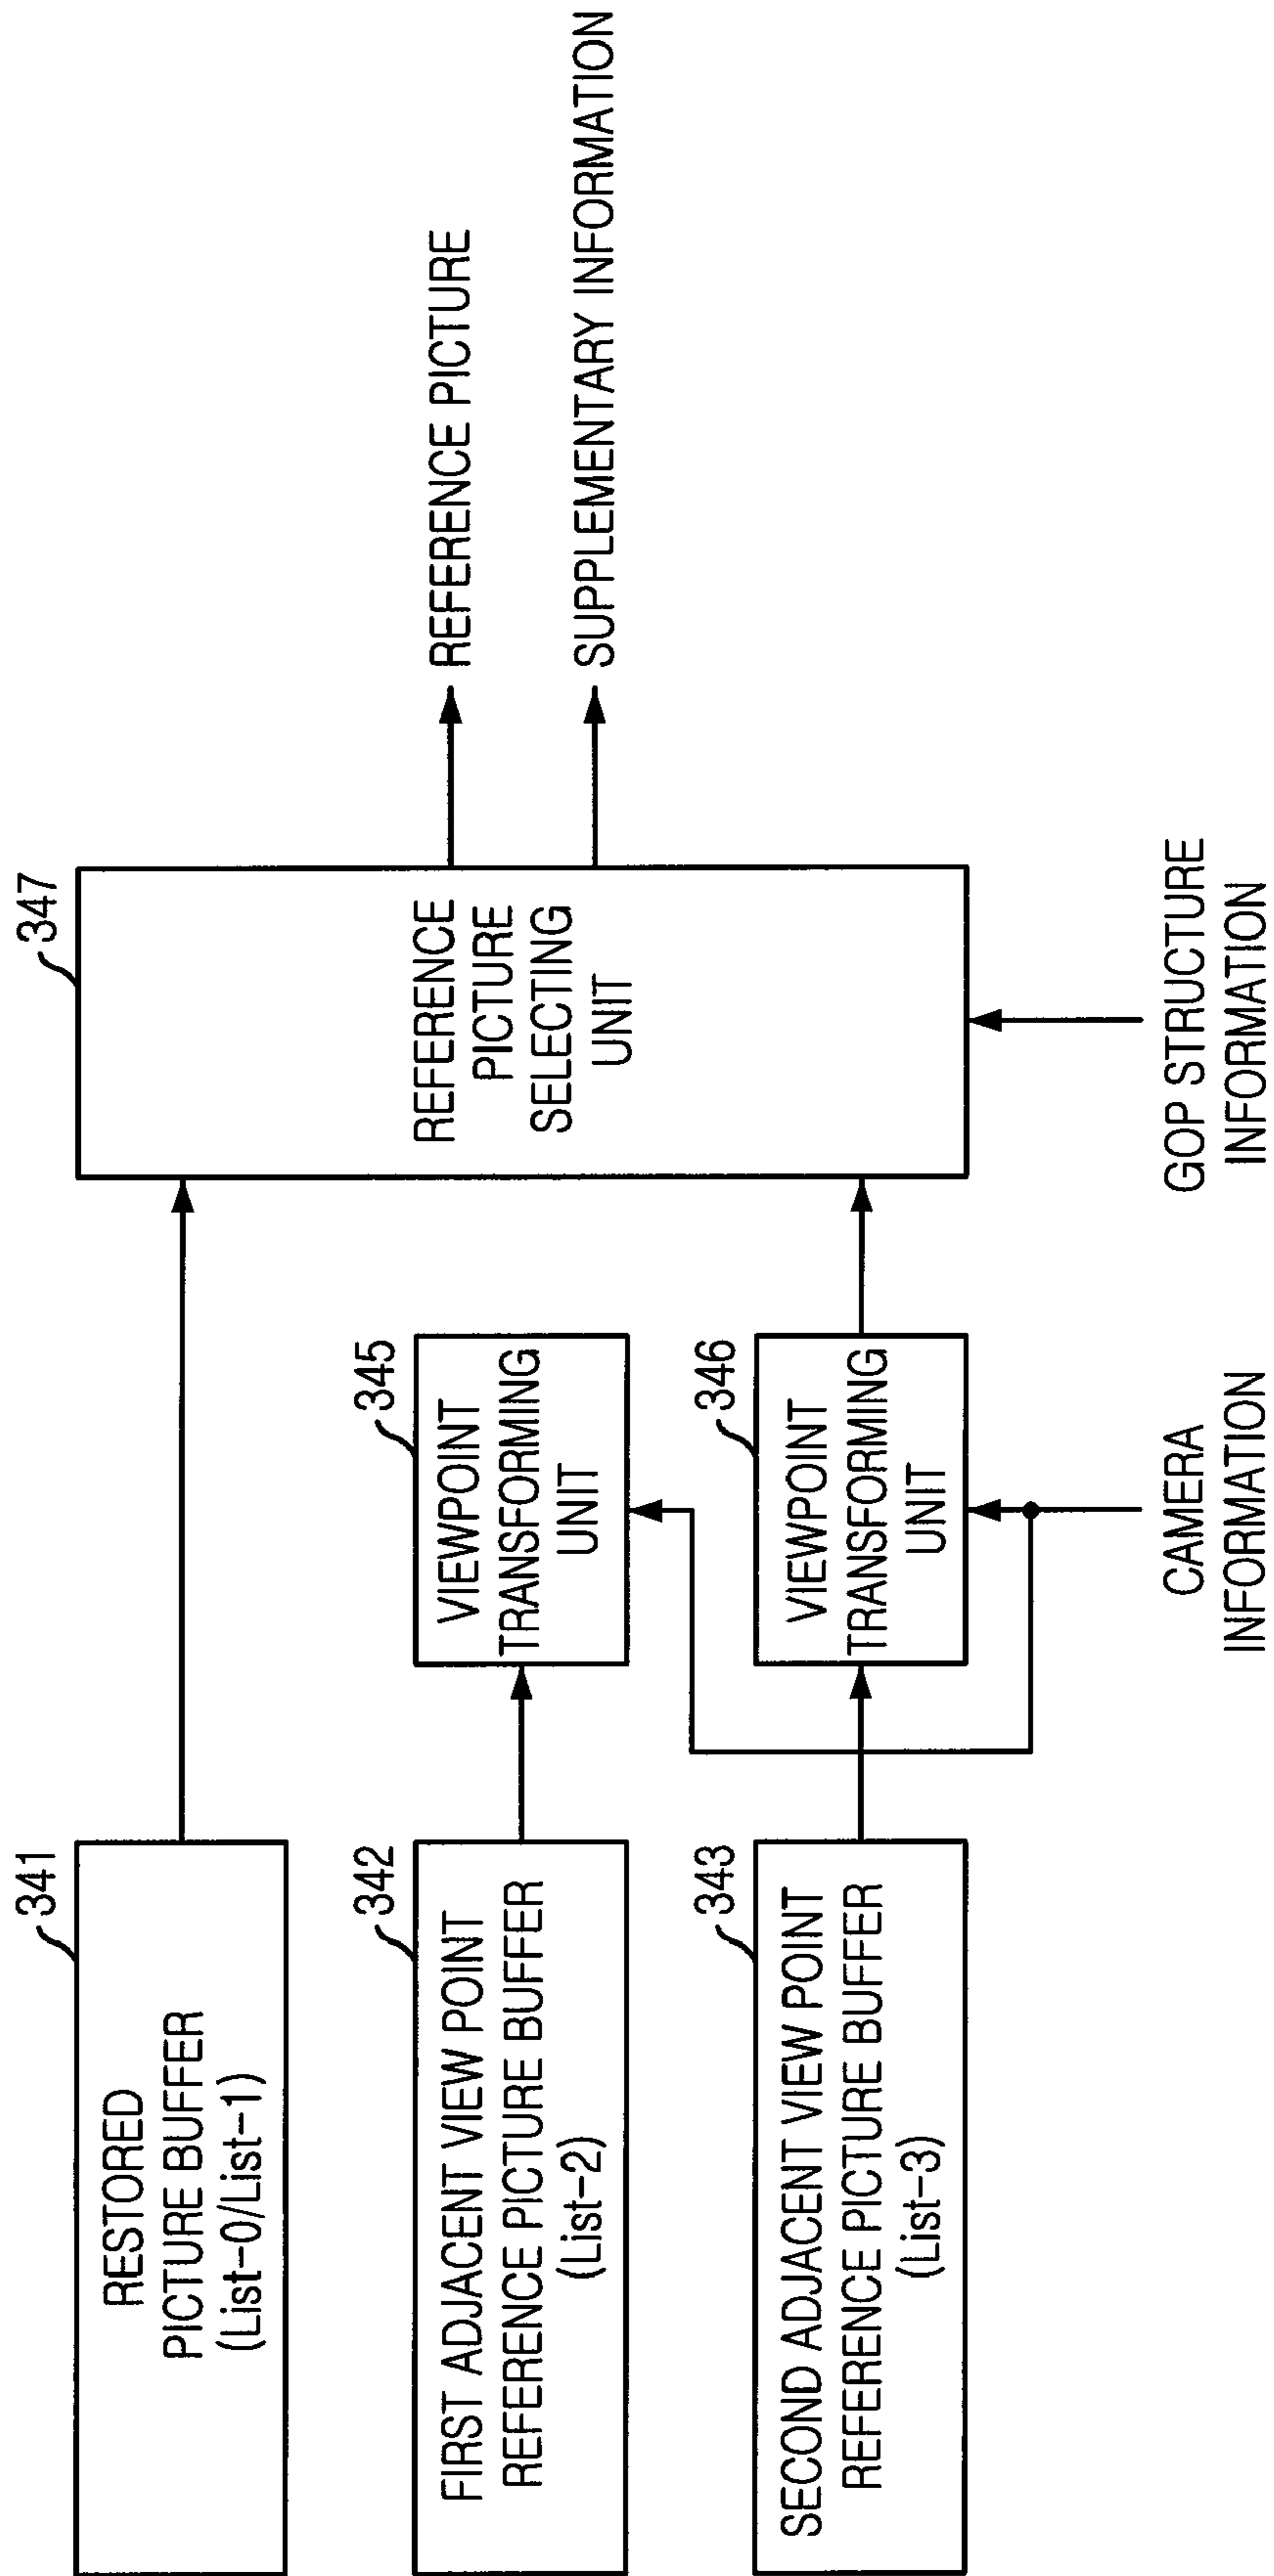 341
RESTORED
PICTURE BUFFER
(List-0/List-1)
342
FIRST ADJACENT VIEW POINT
REFERENCE PICTURE BUFFER
(List-2)
343
SECOND ADJACENT VIEW POINT
REFERENCE PICTURE BUFFER
(List-3)
345
VIEWPOINT
TRANSFORMING
UNIT
346
VIEWPOINT
TRANSFORMING
UNIT
CAMERA
INFORMATION
347
REFERENCE
PICTURE
SELECTING
UNIT
GOP STRUCTURE
INFORMATION
REFERENCE PICTURE
SUPPLEMENTARY INFORMATION